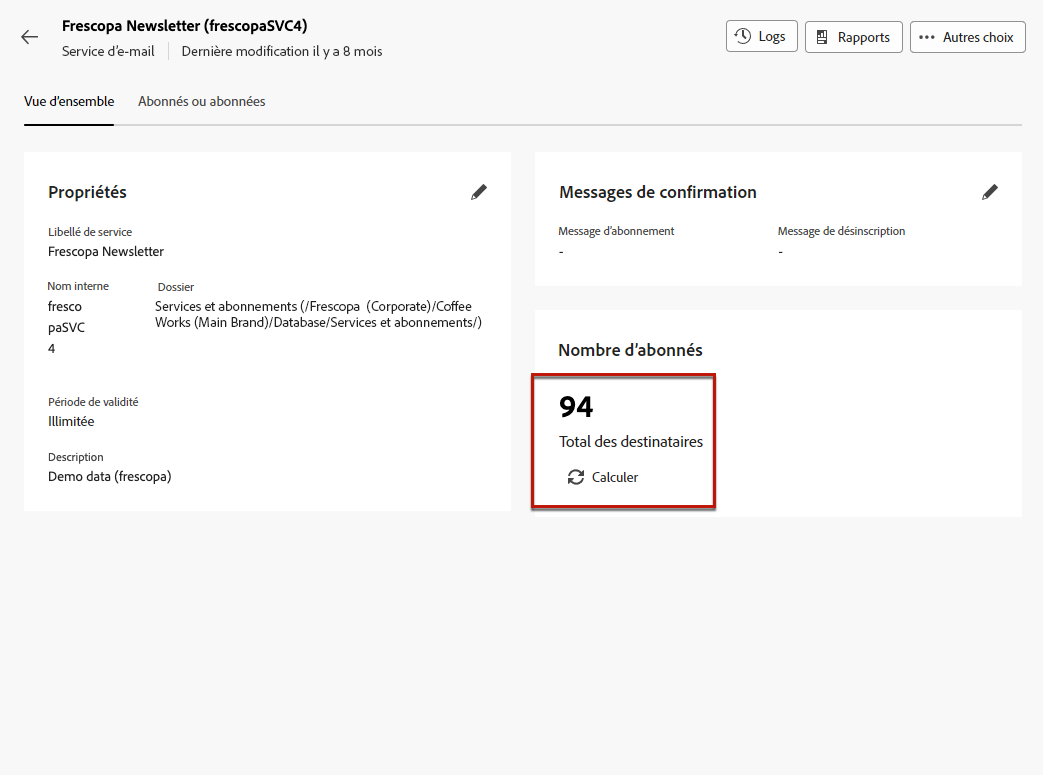 Frescopa Newsletter (frescopaSVC4)
Service d'e-mail
Dernière modification il y a 8 mois
Logs
Rapports
Autres choix
Vue d'ensemble
Abonnés ou abonnées
Propriétés
Libellé de service
Frescopa Newsletter
Nom interne
fresco
paSVC
4
Dossier
Services et abonnements (/Frescopa (Corporate)/Coffee
Works (Main Brand)/Database/Services et abonnements/)
Période de validité
Illimitée
Description
Demo data (frescopa)
Messages de confirmation
Message d'abonnement
-
Message de désinscription
-
Nombre d'abonnés
94
Total des destinataires
Calculer